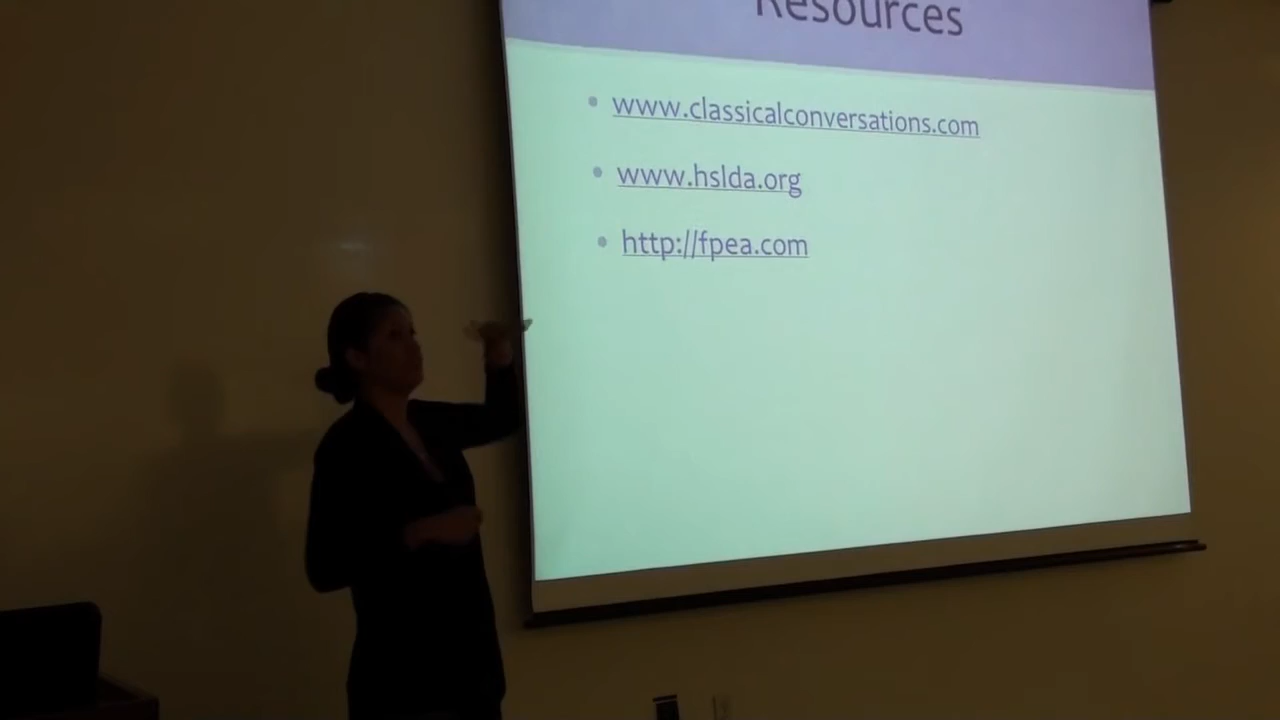 Resources
• www.classicalconversations.com
• www.hslda.org
• http://fpea.com